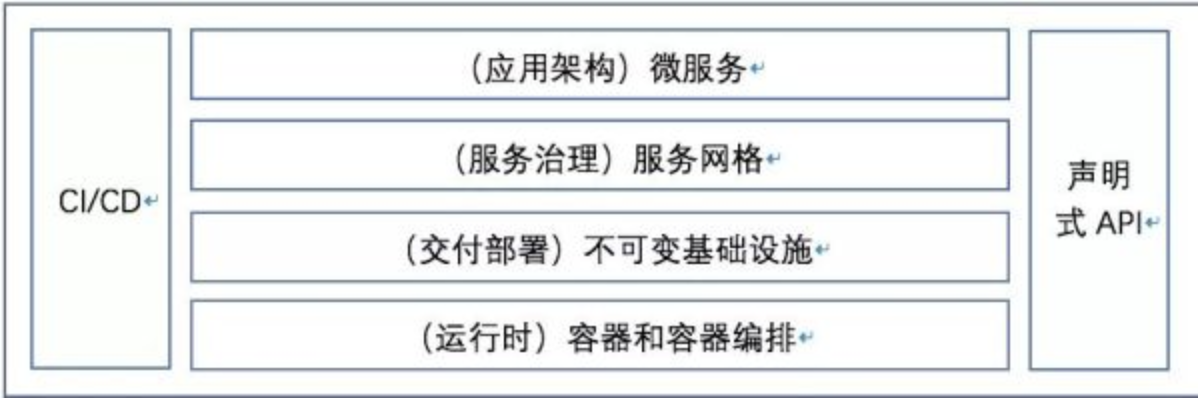 CI/CD
（应用架构）微服务
（服务治理）服务网格
（交付部署）不可变基础设施
（运行时）容器和容器编排
声明
式 API